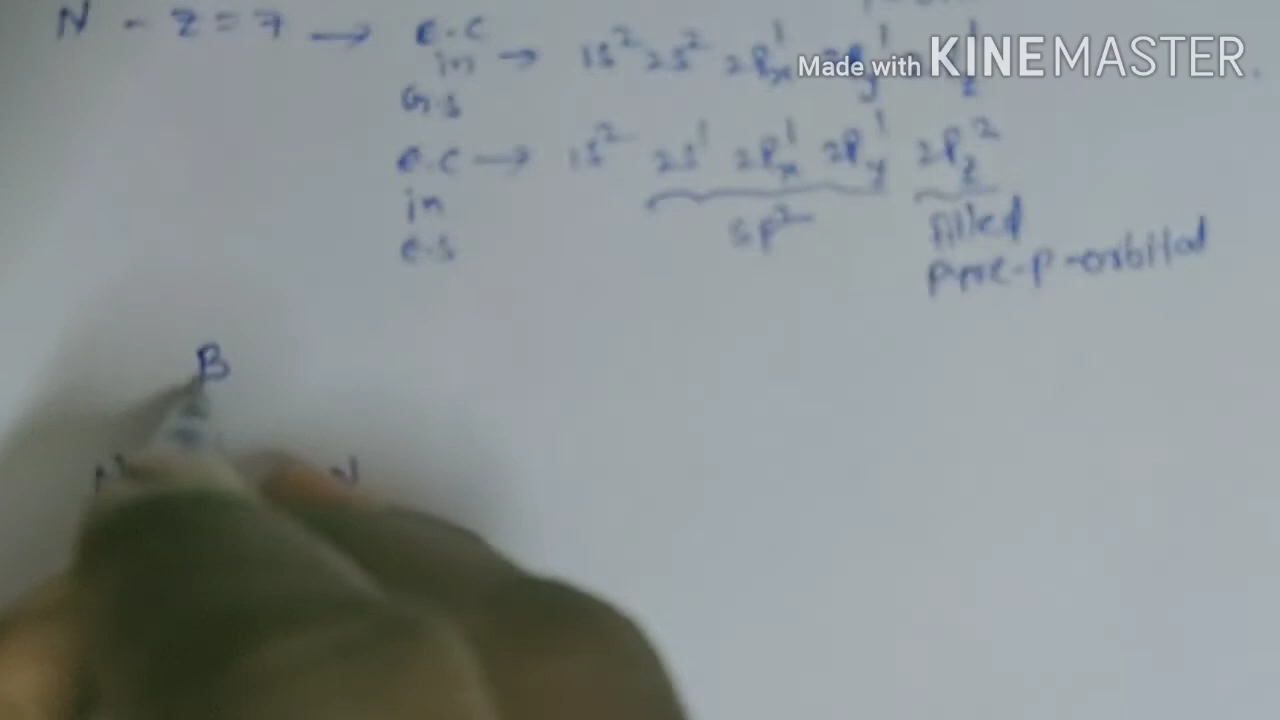 N - Z = 7 → e.c in G.S → 1s² 2s² 2Px¹ 2Py¹
Made with KINEMASTER
e.c in e.s → 1s² 2s¹ 2Px¹ 2Py¹ 2Pz²
sp² filled
pure-p-orbital
B
N N